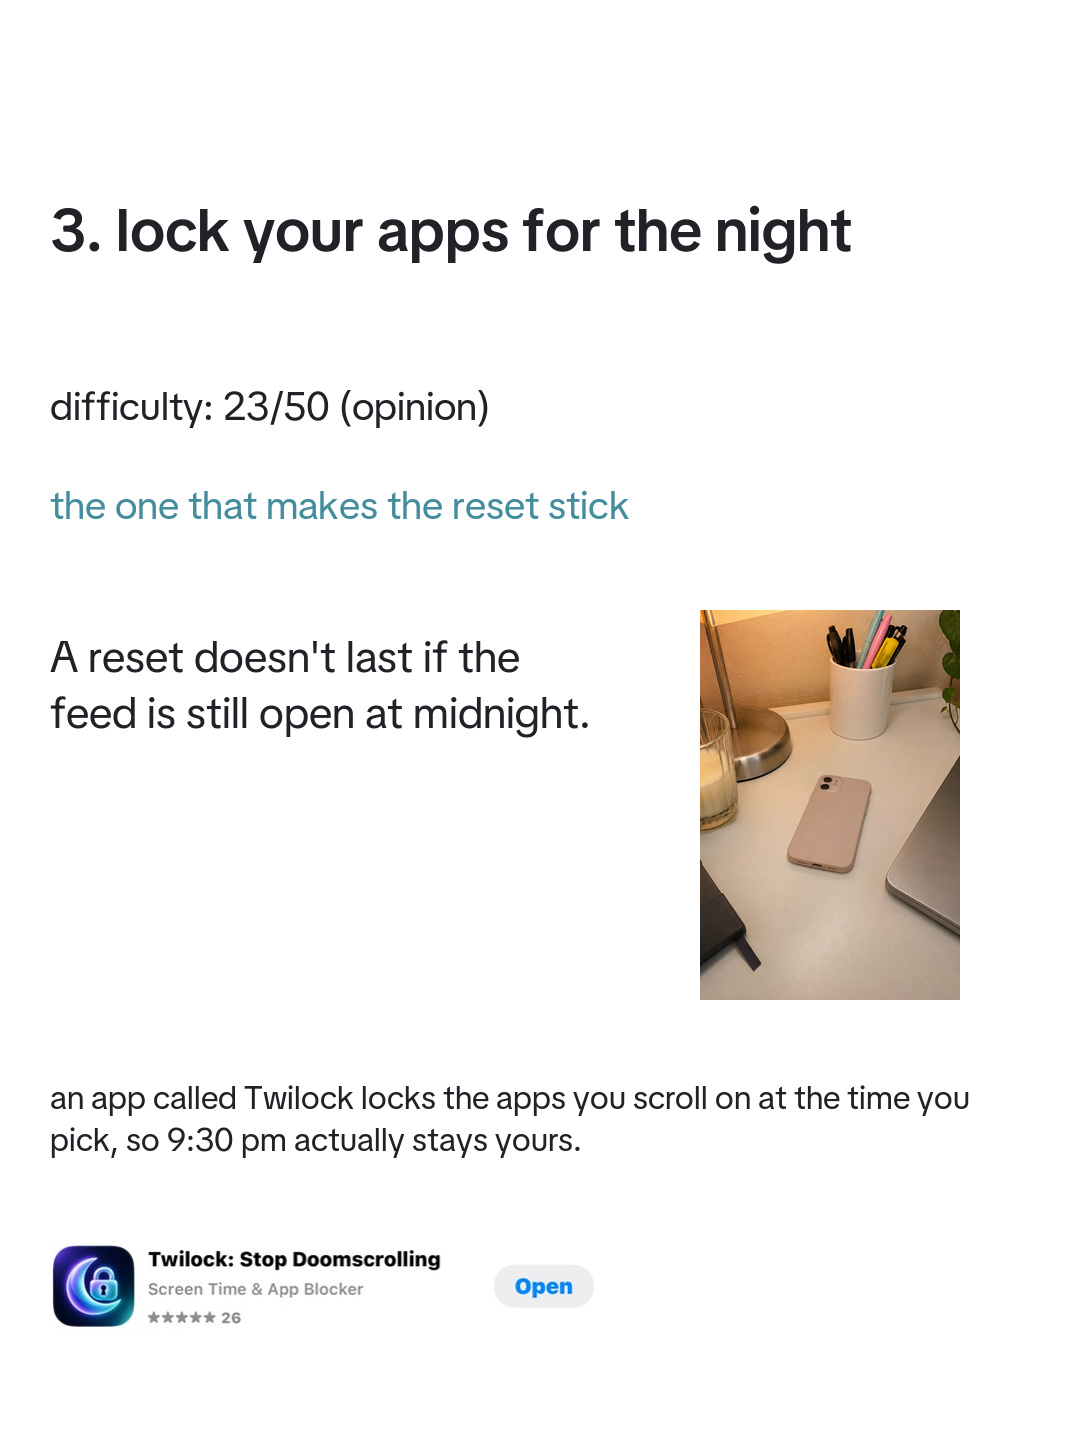 3. lock your apps for the night
difficulty: 23/50 (opinion)
the one that makes the reset stick
A reset doesn't last if the
feed is still open at midnight.
an app called Twilock locks the apps you scroll on at the time you
pick, so 9:30 pm actually stays yours.
Twilock: Stop Doomscrolling
Screen Time & App Blocker
★★★★★ 26
Open